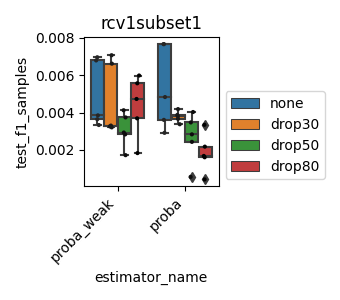 rcv1subset1
0.008
0.006
0.004
0.002
test_f1_samples
proba_weak
proba
estimator_name
none
drop30
drop50
drop80